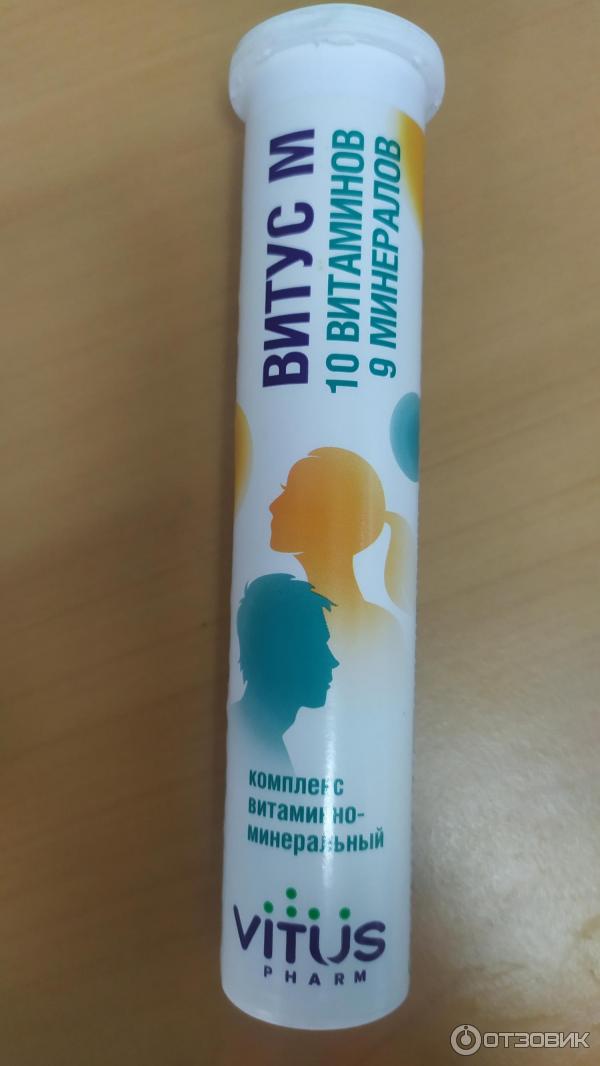 ВИТУС М
10 ВИТАМИНОВ
9 МИНЕРАЛОВ
комплекс
витаминно-
минеральный
VITUS
PHARM
ОТЗОВИК